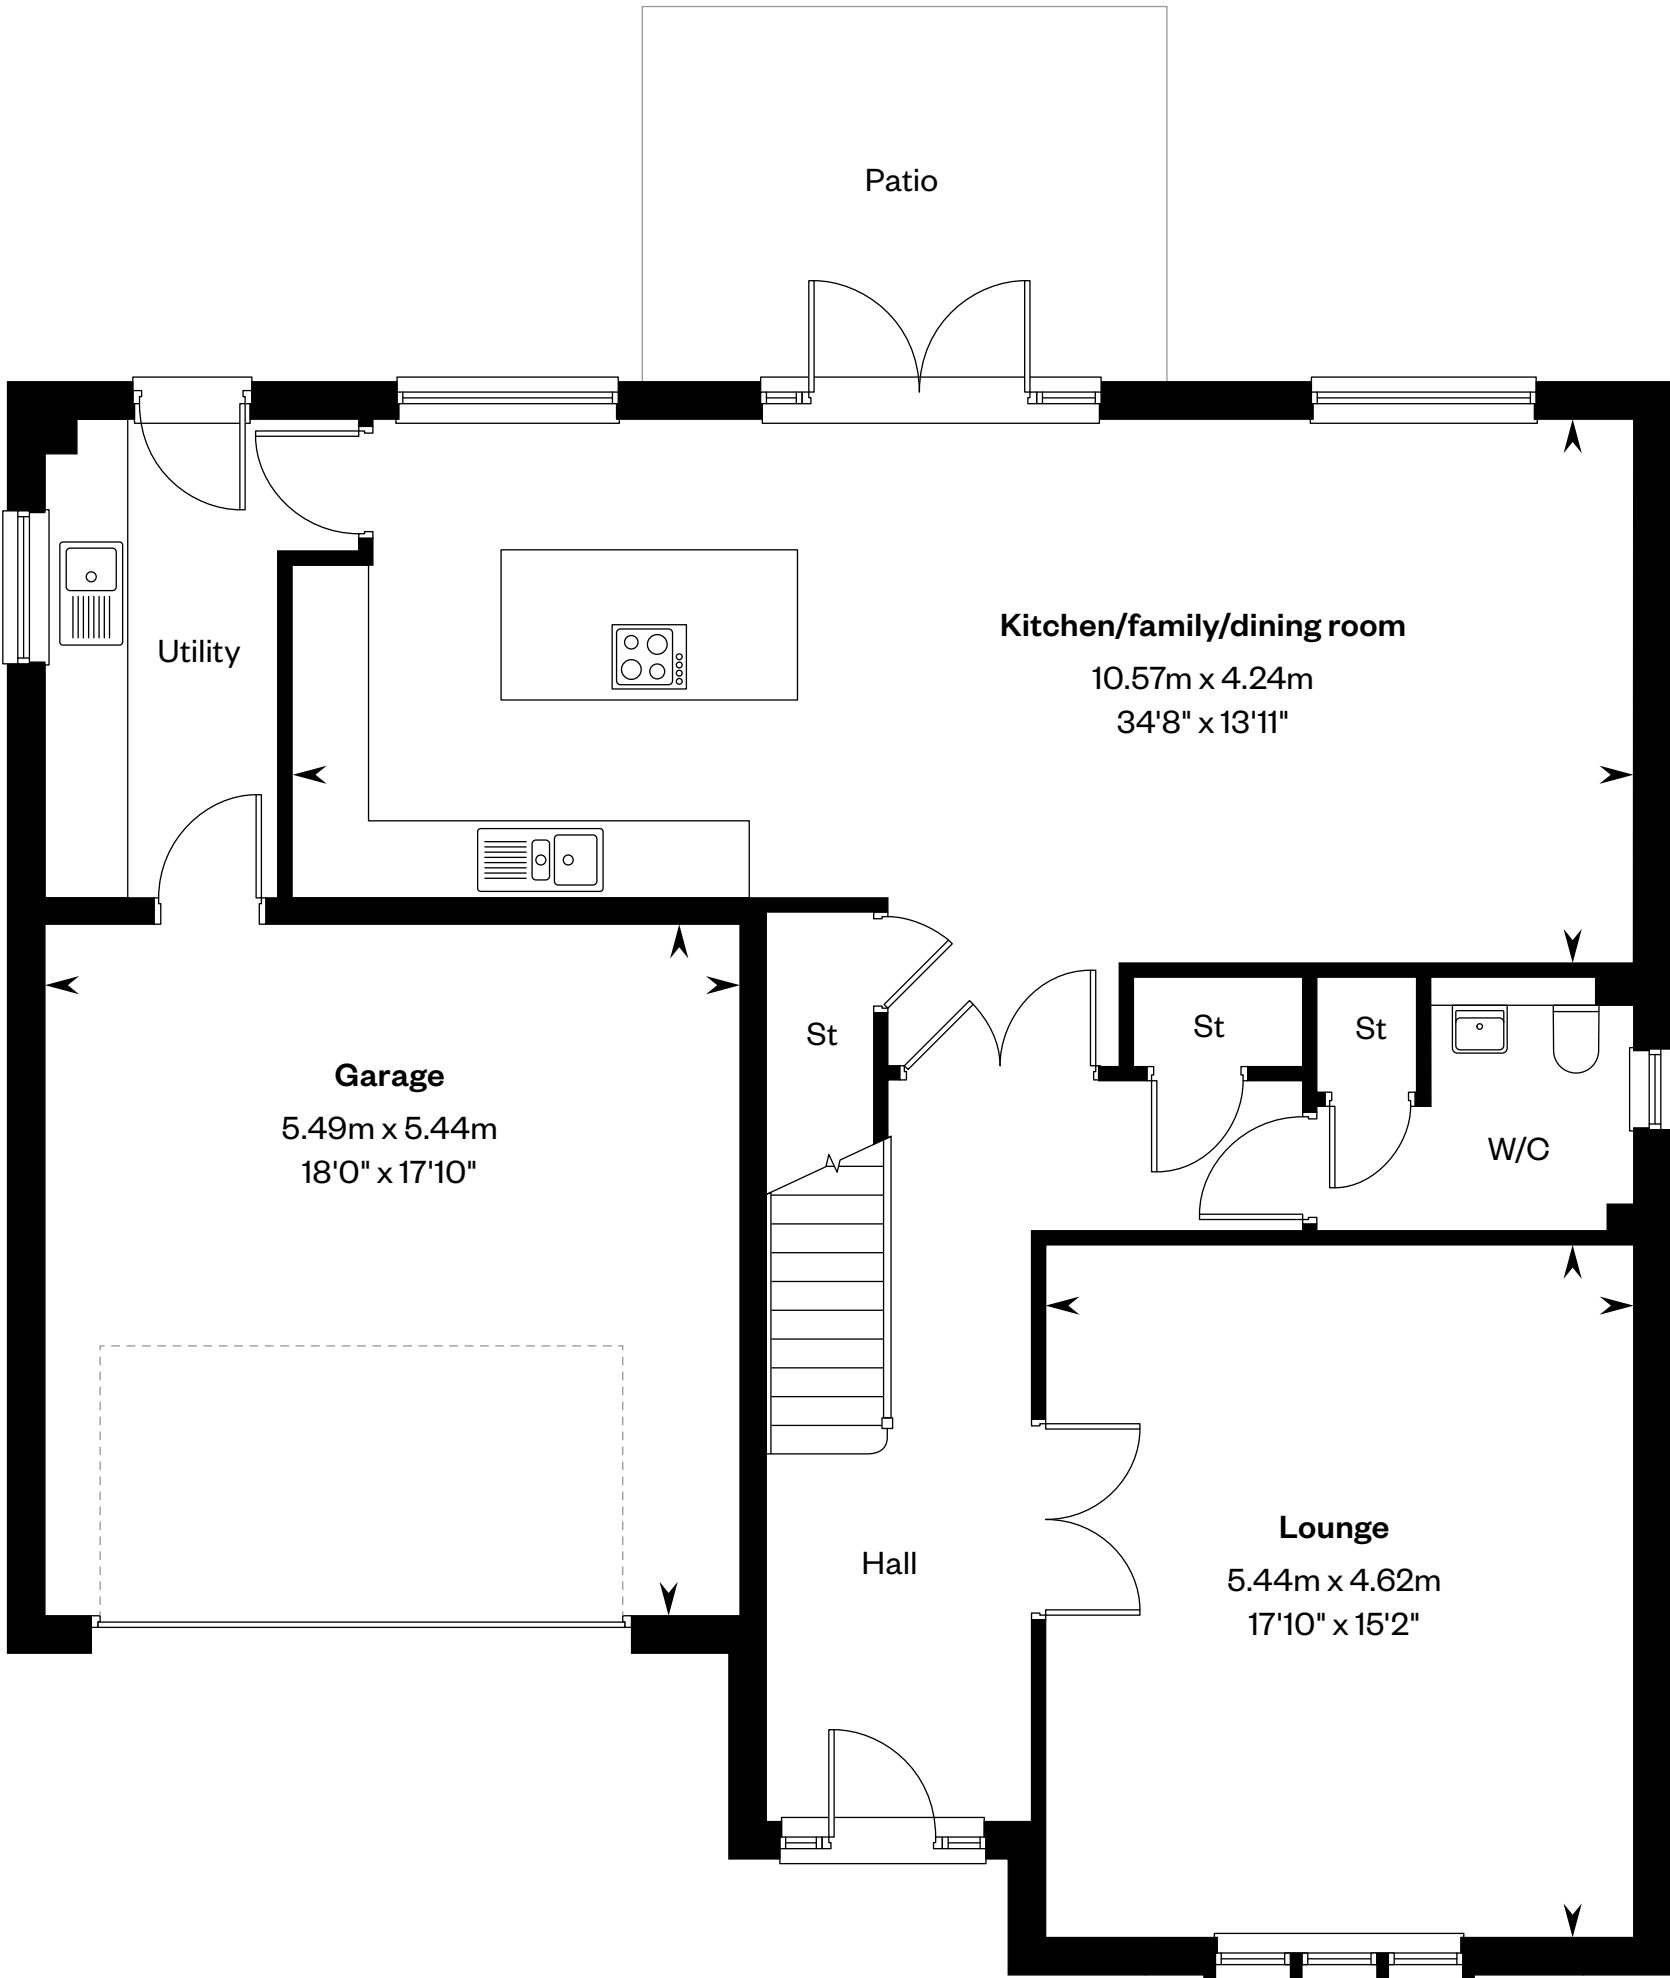 Patio
Utility
Kitchen/family/dining room
10.57m x 4.24m
34'8" x 13'11"
St
St
St
Garage
5.49m x 5.44m
18'0" x 17'10"
W/C
Hall
Lounge
5.44m x 4.62m
17'10" x 15'2"